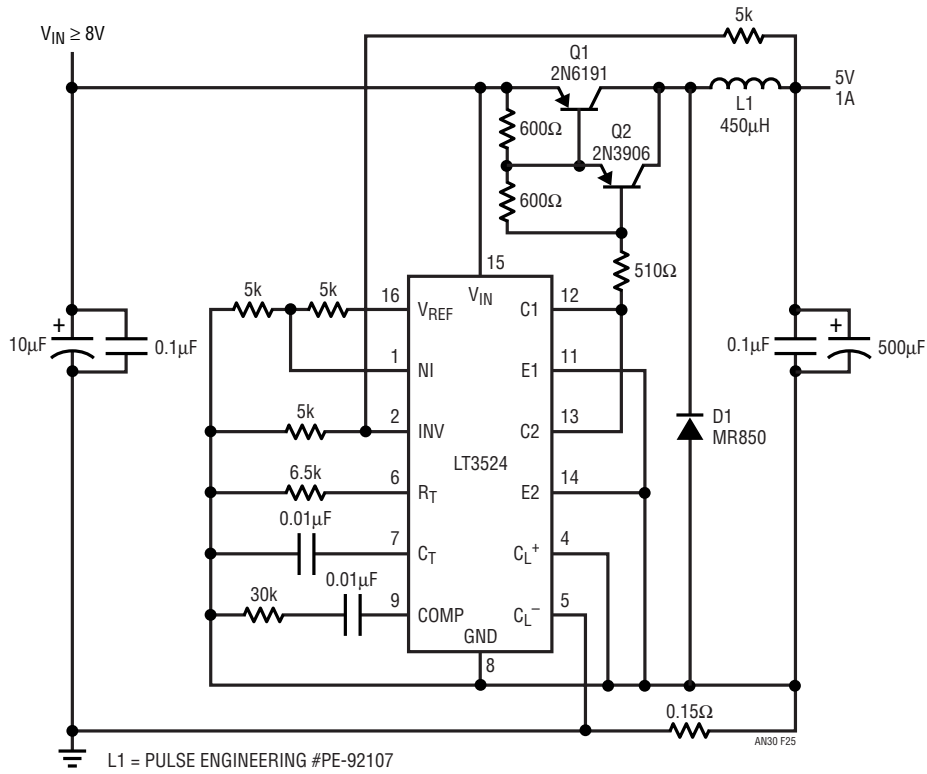 V_IN ≥ 8V
5k
Q1
2N6191
5V
1A
L1
450µH
600Ω
Q2
2N3906
600Ω
510Ω
15
V_IN
5k
5k
16
V_REF
C1
12
10µF
+
0.1µF
1
NI
E1
11
0.1µF
+
500µF
5k
2
INV
C2
13
D1
MR850
LT3524
6.5k
6
R_T
E2
14
0.01µF
7
C_T
C_L^+
4
30k
0.01µF
9
COMP
C_L^–
5
GND
8
0.15Ω
AN30 F25
L1 = PULSE ENGINEERING #PE-92107